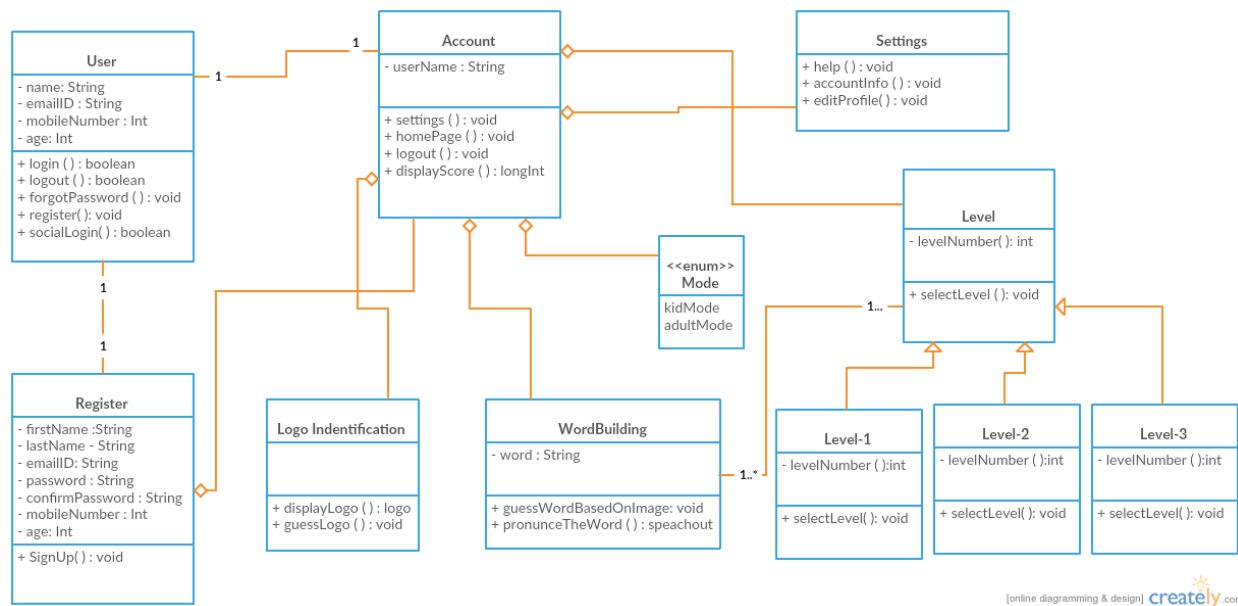 User
- name: String
- emailID : String
- mobileNumber : Int
- age: Int
+ login ( ) : boolean
+ logout ( ) : boolean
+ forgotPassword ( ) : void
+ register( ): void
+ socialLogin( ) : boolean
1
1
Account
- userName : String
+ settings ( ) : void
+ homePage ( ) : void
+ logout ( ) : void
+ displayScore ( ) : longInt
Settings
+ help ( ) : void
+ accountInfo ( ) : void
+ editProfile( ) : void
Level
- levelNumber( ): int
+ selectLevel ( ): void
<<enum>>
Mode
kidMode
adultMode
1
1
1...
1..*
Register
- firstName :String
- lastName - String
- emailID: String
- password : String
- confirmPassword : String
- mobileNumber : Int
- age: Int
+ SignUp( ) : void
Logo Indentification
+ displayLogo ( ) : logo
+ guessLogo ( ) : void
WordBuilding
- word : String
+ guessWordBasedOnImage: void
+ pronunceTheWord ( ) : speachout
Level-1
- levelNumber ( ):int
+ selectLevel( ): void
Level-2
- levelNumber ( ):int
+ selectLevel( ): void
Level-3
- levelNumber ( ):int
+ selectLevel( ): void
[online diagramming & design] creately.com